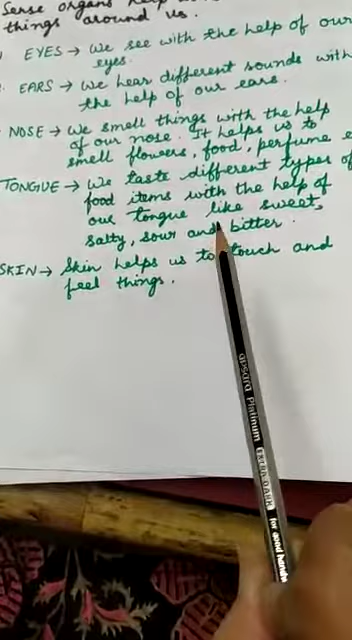 Sense organs help
things around us.
EYES → we see with the help of our
eyes.
EARS → we hear different sounds with
the help of our ears.
NOSE → we smell things with the help
of our nose. It helps us to
smell flowers, food, perfume e
TONGUE → we taste different types of
food items with the help of
our tongue like sweet,
salty, sour and bitter.
SKIN → Skin helps us to touch and
feel things.
apsara Platinum EXTRA DARK for good handw